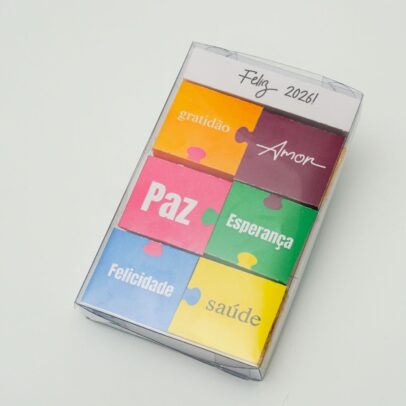 Feliz 2026!
gratidão
Amor
Paz
Esperança
Felicidade
saúde